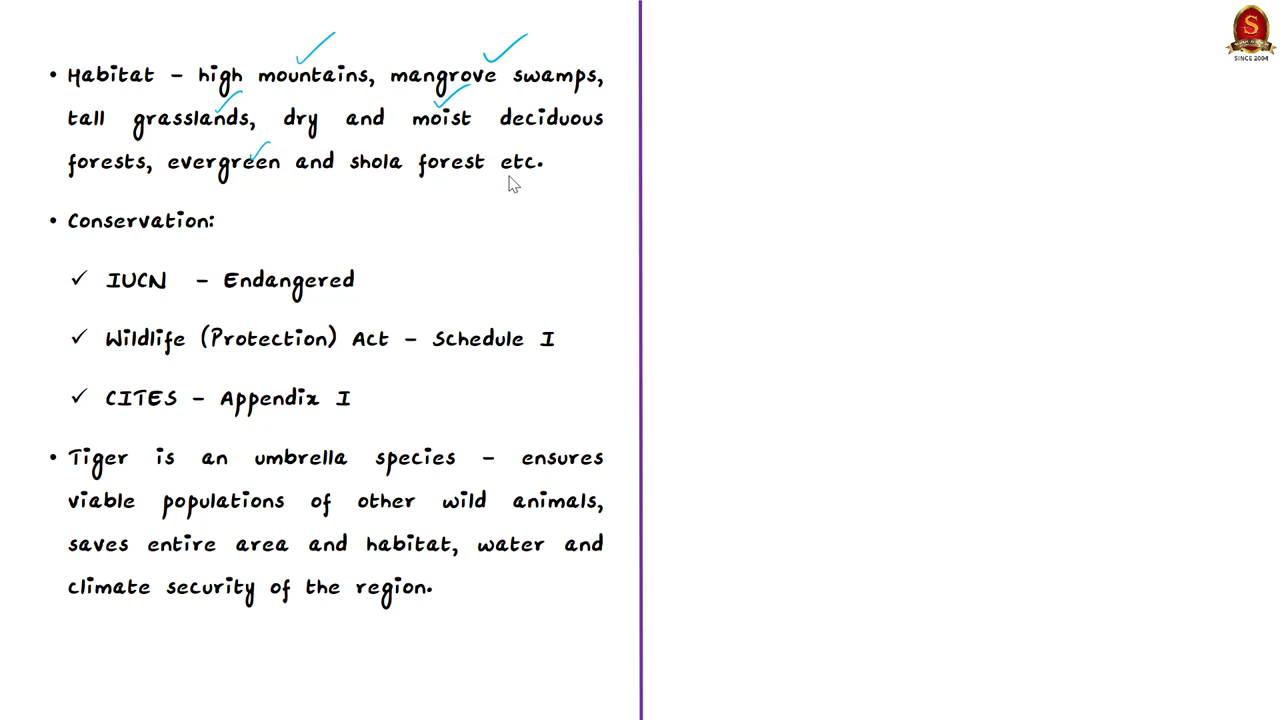 • Habitat – high mountains, mangrove swamps,
tall grasslands, dry and moist deciduous
forests, evergreen and shola forest etc.
• Conservation:
✓ IUCN – Endangered
✓ Wildlife (Protection) Act – Schedule I
✓ CITES – Appendix I
• Tiger is an umbrella species – ensures
viable populations of other wild animals,
saves entire area and habitat, water and
climate security of the region.
S
SINCE 2004